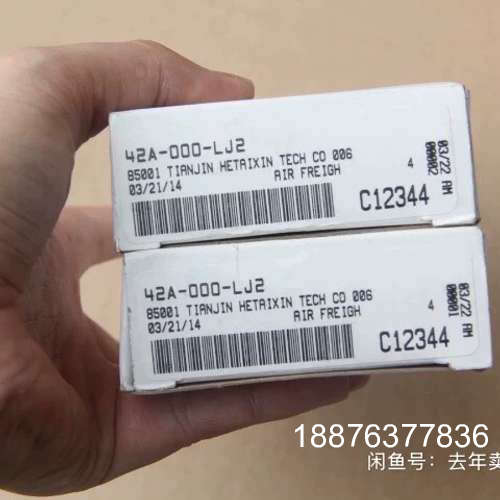 42A-000-LJ2
85001 TIANJIN HETAIXIN TECH CO 006
03/21/14 AIR FREIGH 4
C12344
03/22 AM
00002
42A-000-LJ2
85001 TIANJIN HETAIXIN TECH CO 006
03/21/14 AIR FREIGH 4
C12344
03/22 AM
00001
18876377836
闲鱼号：去年卖